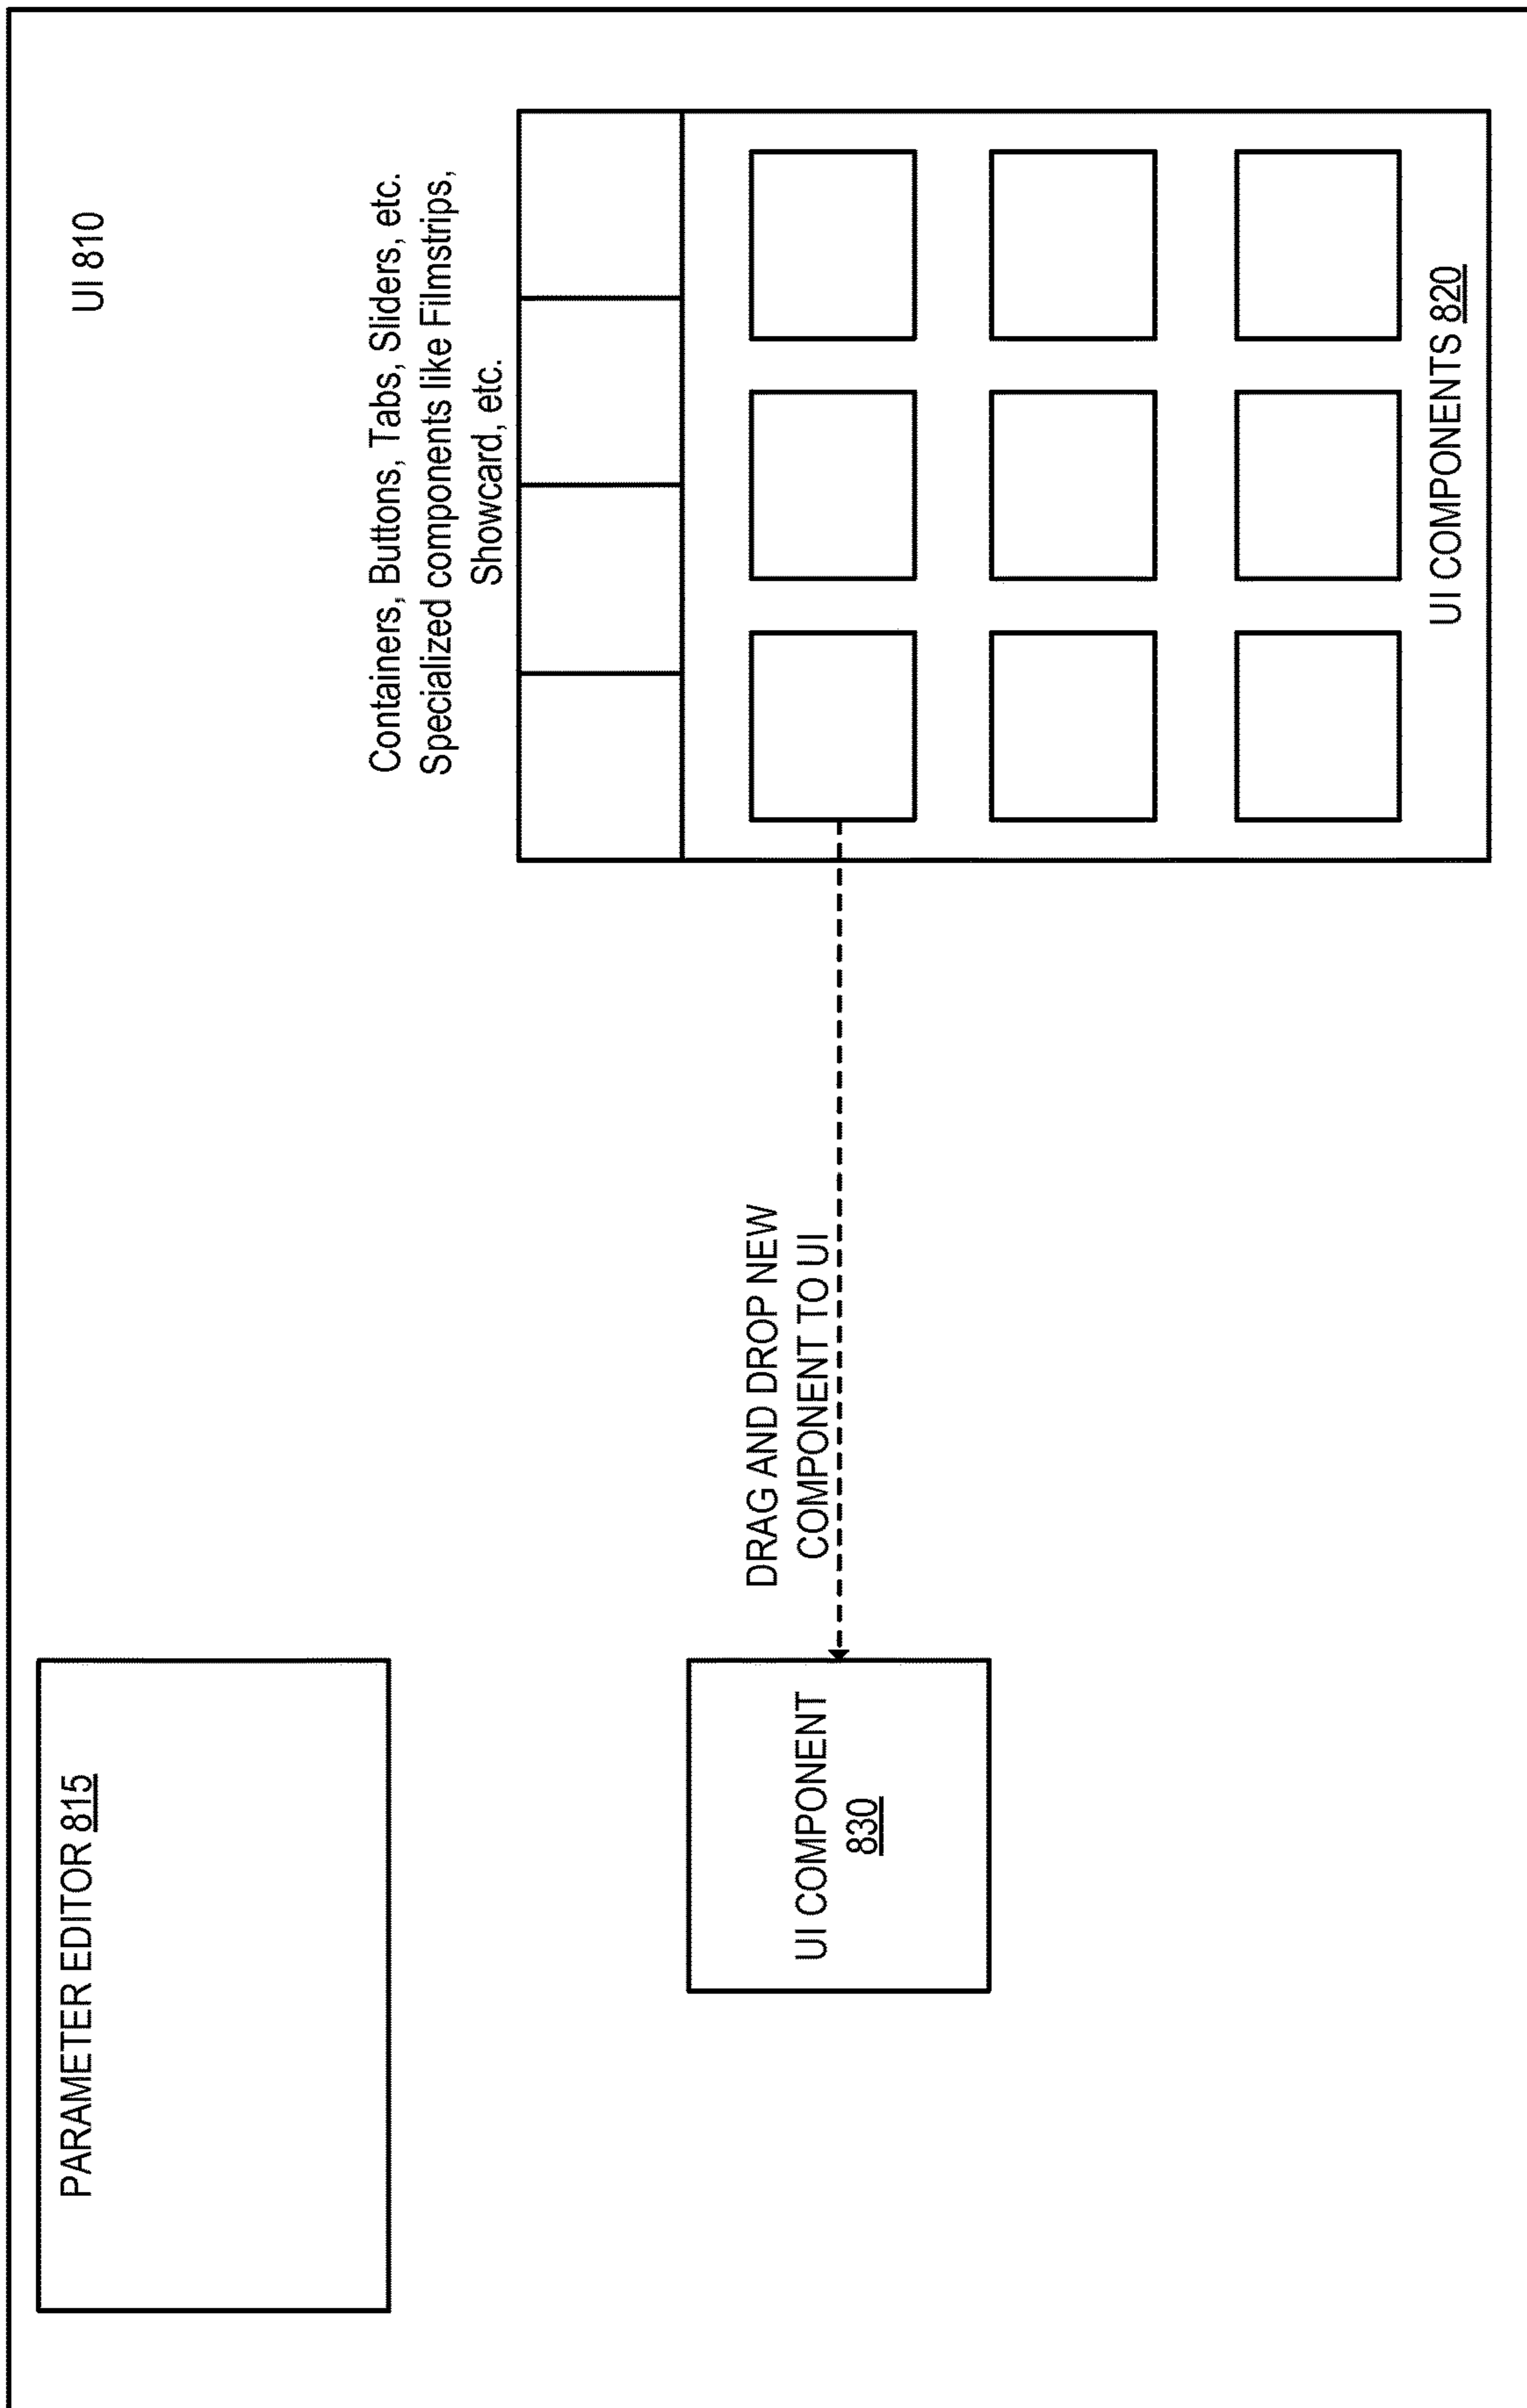 UI 810
PARAMETER EDITOR 815
Containers, Buttons, Tabs, Sliders, etc.
Specialized components like Filmstrips,
Showcard, etc.
DRAG AND DROP NEW
COMPONENT TO UI
UI COMPONENT
830
UI COMPONENTS 820